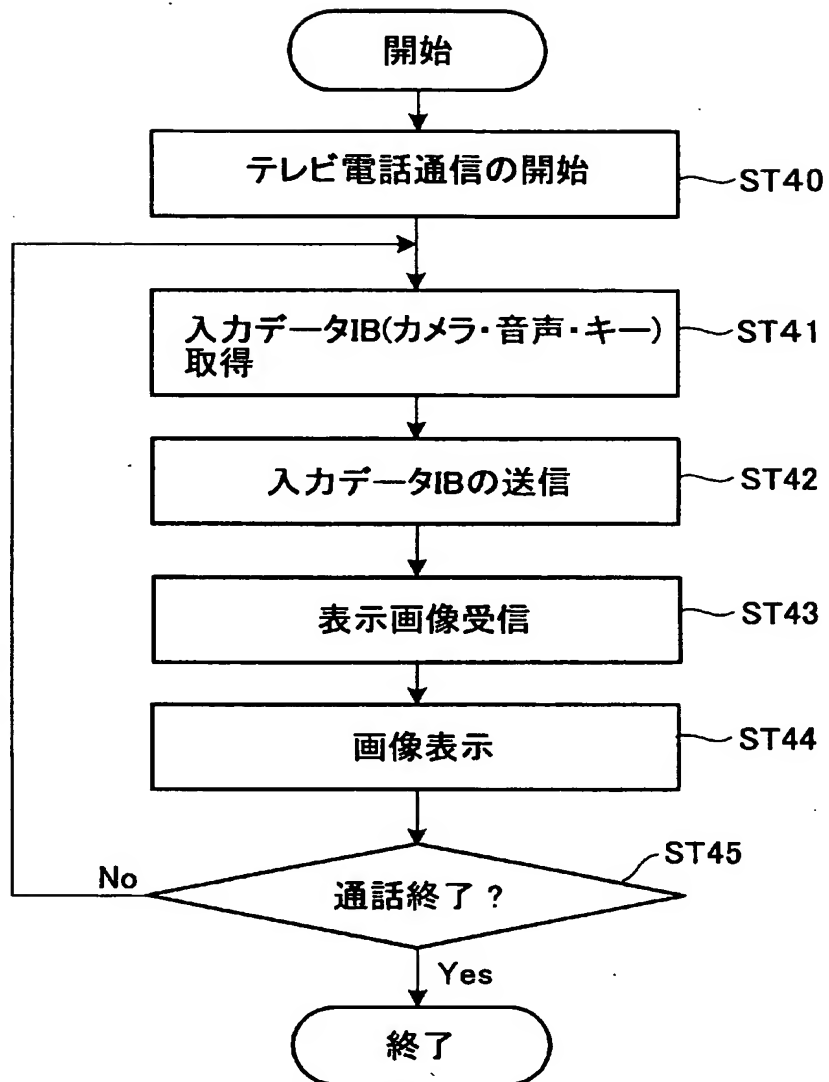 開始
テレビ電話通信の開始
ST40
入力データIB(カメラ・音声・キー)
取得
ST41
入力データIBの送信
ST42
表示画像受信
ST43
画像表示
ST44
ST45
No
通話終了?
Yes
終了